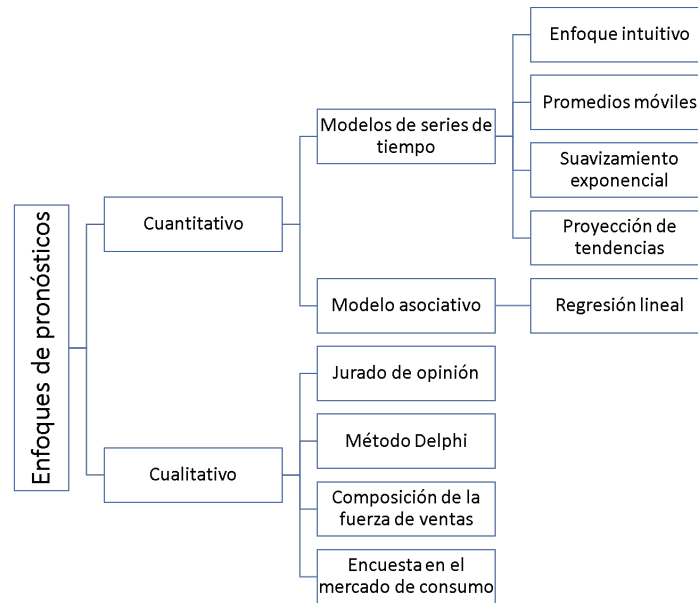 Enfoques de pronósticos
Cuantitativo
Modelos de series de
tiempo
Enfoque intuitivo
Promedios móviles
Suavizamiento
exponencial
Proyección de
tendencias
Modelo asociativo
Regresión lineal
Cualitativo
Jurado de opinión
Método Delphi
Composición de la
fuerza de ventas
Encuesta en el
mercado de consumo